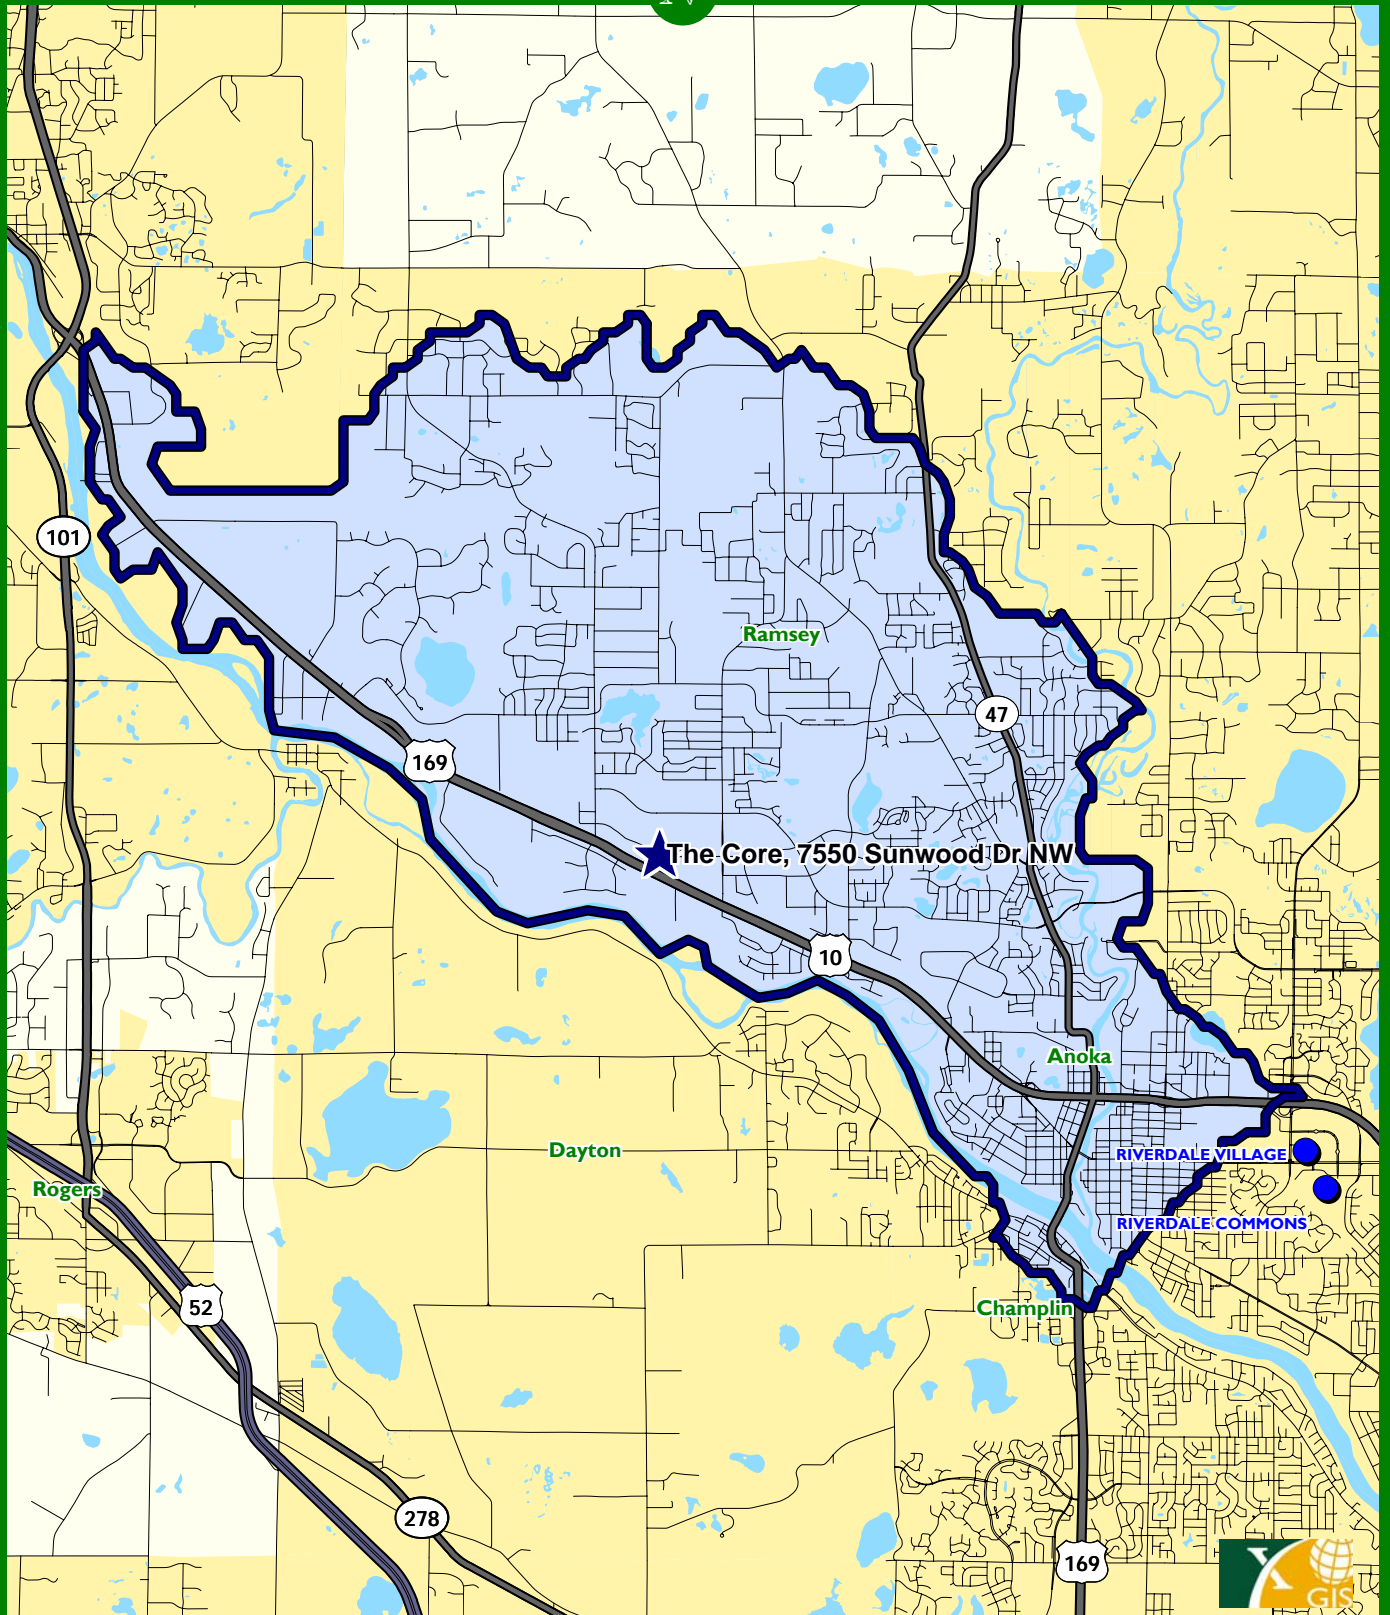 101
Ramsey
47
169
The Core, 7550 Sunwood Dr NW
10
Anoka
Dayton
RIVERDALE VILLAGE
Rogers
RIVERDALE COMMONS
52
Champlin
278
169
X
GIS